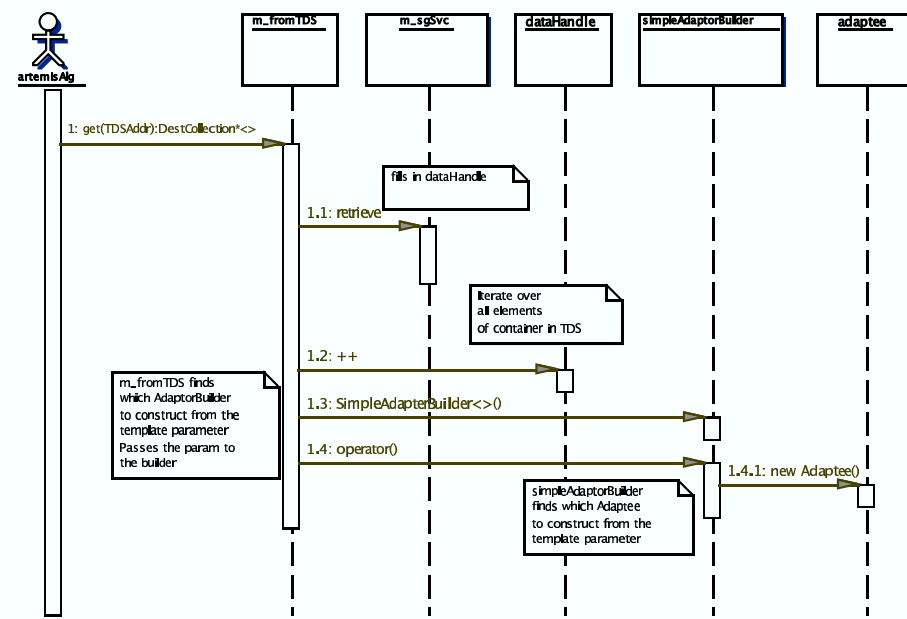 m_fromTDS
m_sgSvc
dataHandle
simpleAdaptorBuilder
adaptee
artemisAlg
1: get(TDSAddr):DestCollection*<>
fills in dataHandle
1.1: retrieve
Iterate over
all elements
of container in TDS
1.2: ++
m_fromTDS finds
which AdaptorBuilder
to construct from the
template parameter
Passes the param to
the builder
1.3: SimpleAdapterBuilder<>()
1.4: operator()
1.4.1: new Adaptee()
simpleAdaptorBuilder
finds which Adaptee
to construct from the
template parameter